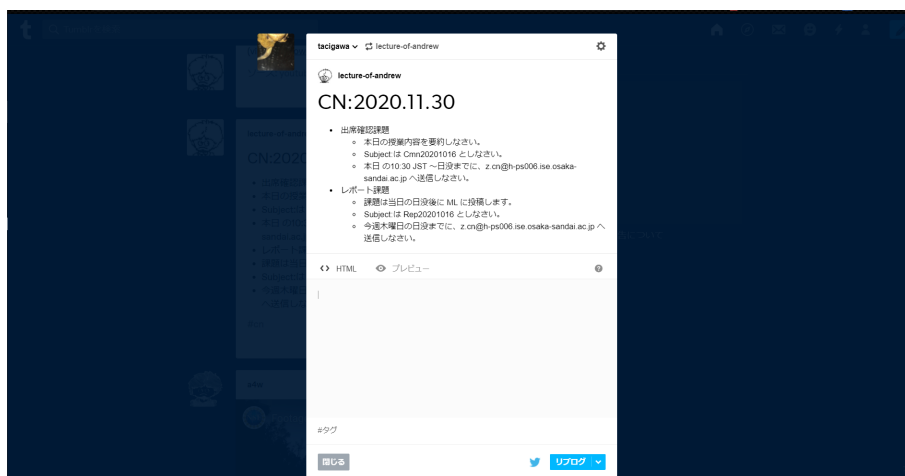 t
tacigawa lecture-of-andrew
lecture-of-andrew
CN:2020.11.30
• 出席確認課題
◦ 本日の授業内容を要約しなさい。
◦ Subject:は Cmn20201016 としなさい。
◦ 本日 の10:30 JST ～日没までに、z.cn@h-ps006.ise.osaka-
sandai.ac.jp へ送信しなさい。
• レポート課題
◦ 課題は当日の日没後に ML に投稿します。
◦ Subject:は Rep20201016 としなさい。
◦ 今週木曜日の日没までに、z.cn@h-ps006.ise.osaka-sandai.ac.jp へ
送信しなさい。
<> HTML プレビュー
#タグ
閉じる リブログ